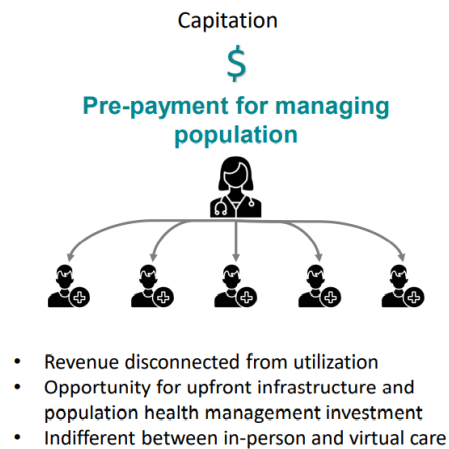 Capitation
$
Pre-payment for managing
population
• Revenue disconnected from utilization
• Opportunity for upfront infrastructure and
population health management investment
• Indifferent between in-person and virtual care